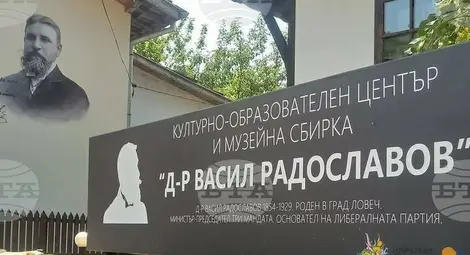 КУЛТУРНО-ОБРАЗОВАТЕЛЕН ЦЕНТЪР
И МУЗЕЙНА СБИРКА
"Д-Р ВАСИЛ РАДОСЛАВОВ"
Д-Р ВАСИЛ РАДОСЛАВОВ 1854-1929. РОДЕН В ГРАД ЛОВЕЧ.
МИНИСТЪР-ПРЕДСЕДАТЕЛ ТРИ МАНДАТА, ОСНОВАТЕЛ НА ЛИБЕРАЛНАТА ПАРТИЯ.
БТА